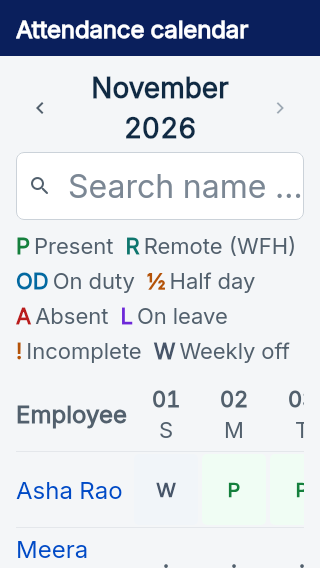 Attendance calendar
November
2026
Search name ...
P Present R Remote (WFH)
OD On duty ½ Half day
A Absent L On leave
! Incomplete W Weekly off
Employee 01 02
S M
Asha Rao W P
Meera